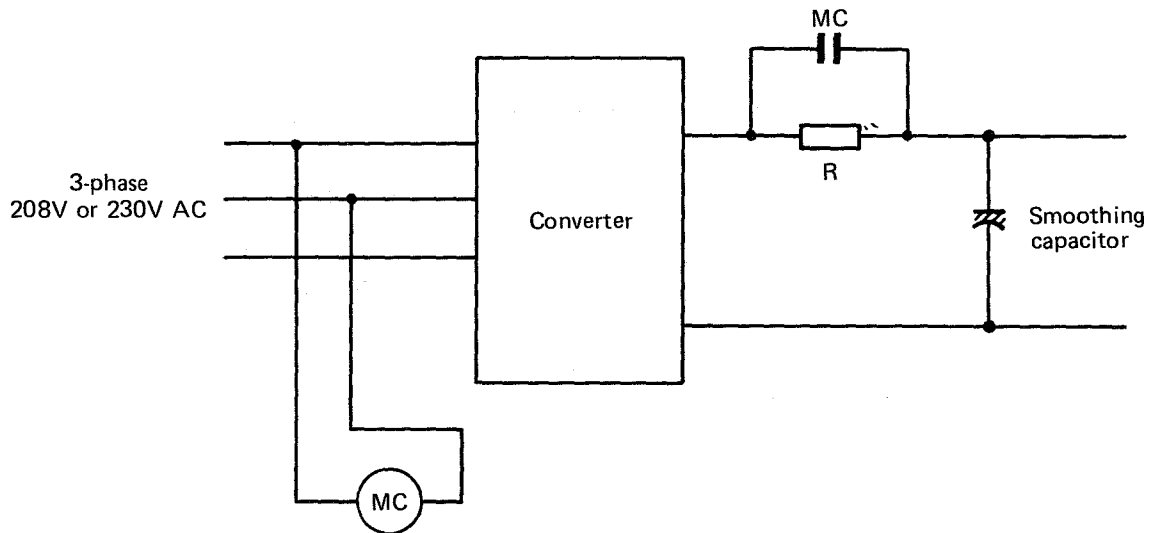 MC
3-phase
208V or 230V AC
Converter
R
Smoothing
capacitor
MC